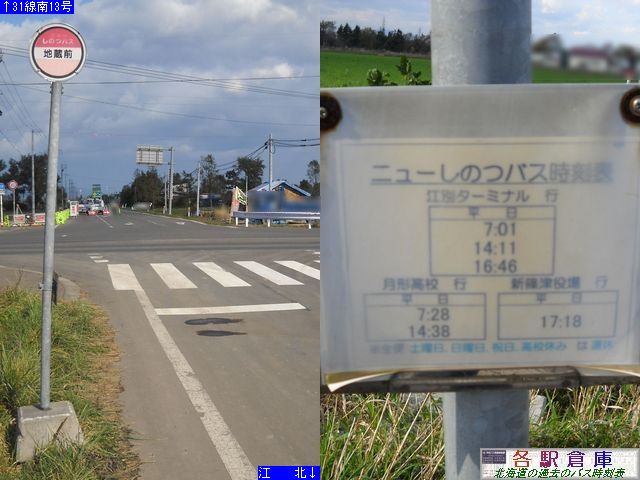 ↑31線南13号
しのつバス
地蔵前
江 北↓
ニューしのつバス時刻表
江別ターミナル 行
平 日
7:01
14:11
16:46
月形高校 行
平 日
7:28
14:38
新篠津役場 行
平 日
17:18
※全便 土曜日、日曜日、祝日、高校休み は 運休
各駅倉庫
北海道の過去のバス時刻表